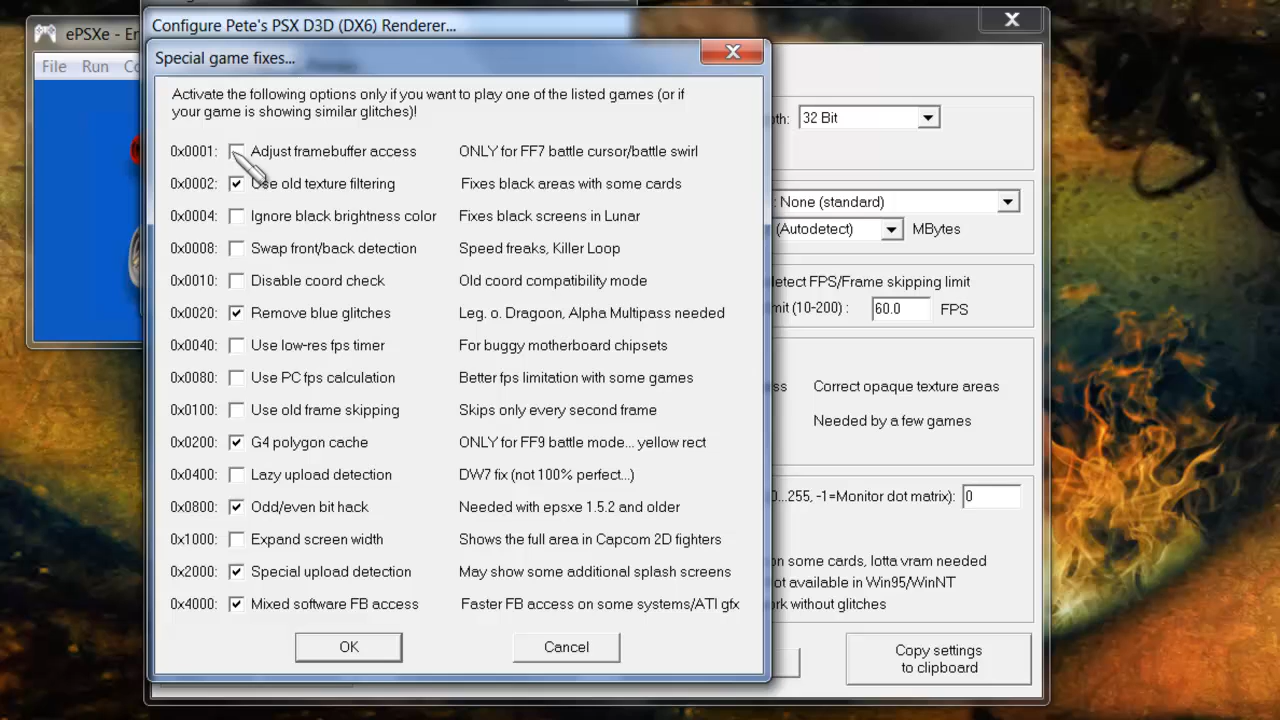 Configure Pete's PSX D3D (DX6) Renderer...
ePSXe - En
Special game fixes...
File Run Co
Activate the following options only if you want to play one of the listed games (or if
your game is showing similar glitches)!
0x0001: Adjust framebuffer access ONLY for FF7 battle cursor/battle swirl
0x0002: Use old texture filtering Fixes black areas with some cards
0x0004: Ignore black brightness color Fixes black screens in Lunar
0x0008: Swap front/back detection Speed freaks, Killer Loop
0x0010: Disable coord check Old coord compatibility mode
0x0020: Remove blue glitches Leg. o. Dragoon, Alpha Multipass needed
0x0040: Use low-res fps timer For buggy motherboard chipsets
0x0080: Use PC fps calculation Better fps limitation with some games
0x0100: Use old frame skipping Skips only every second frame
0x0200: G4 polygon cache ONLY for FF9 battle mode... yellow rect
0x0400: Lazy upload detection DW7 fix (not 100% perfect...)
0x0800: Odd/even bit hack Needed with epsxe 1.5.2 and older
0x1000: Expand screen width Shows the full area in Capcom 2D fighters
0x2000: Special upload detection May show some additional splash screens
0x4000: Mixed software FB access Faster FB access on some systems/ATI gfx
OK Cancel
pth: 32 Bit
: None (standard)
(Autodetect) MBytes
detect FPS/Frame skipping limit
mit (10-200) : 60.0 FPS
ss Correct opaque texture areas
Needed by a few games
0...255, -1=Monitor dot matrix): 0
on some cards, lotta vram needed
ot available in Win95/WinNT
ork without glitches
Copy settings
to clipboard